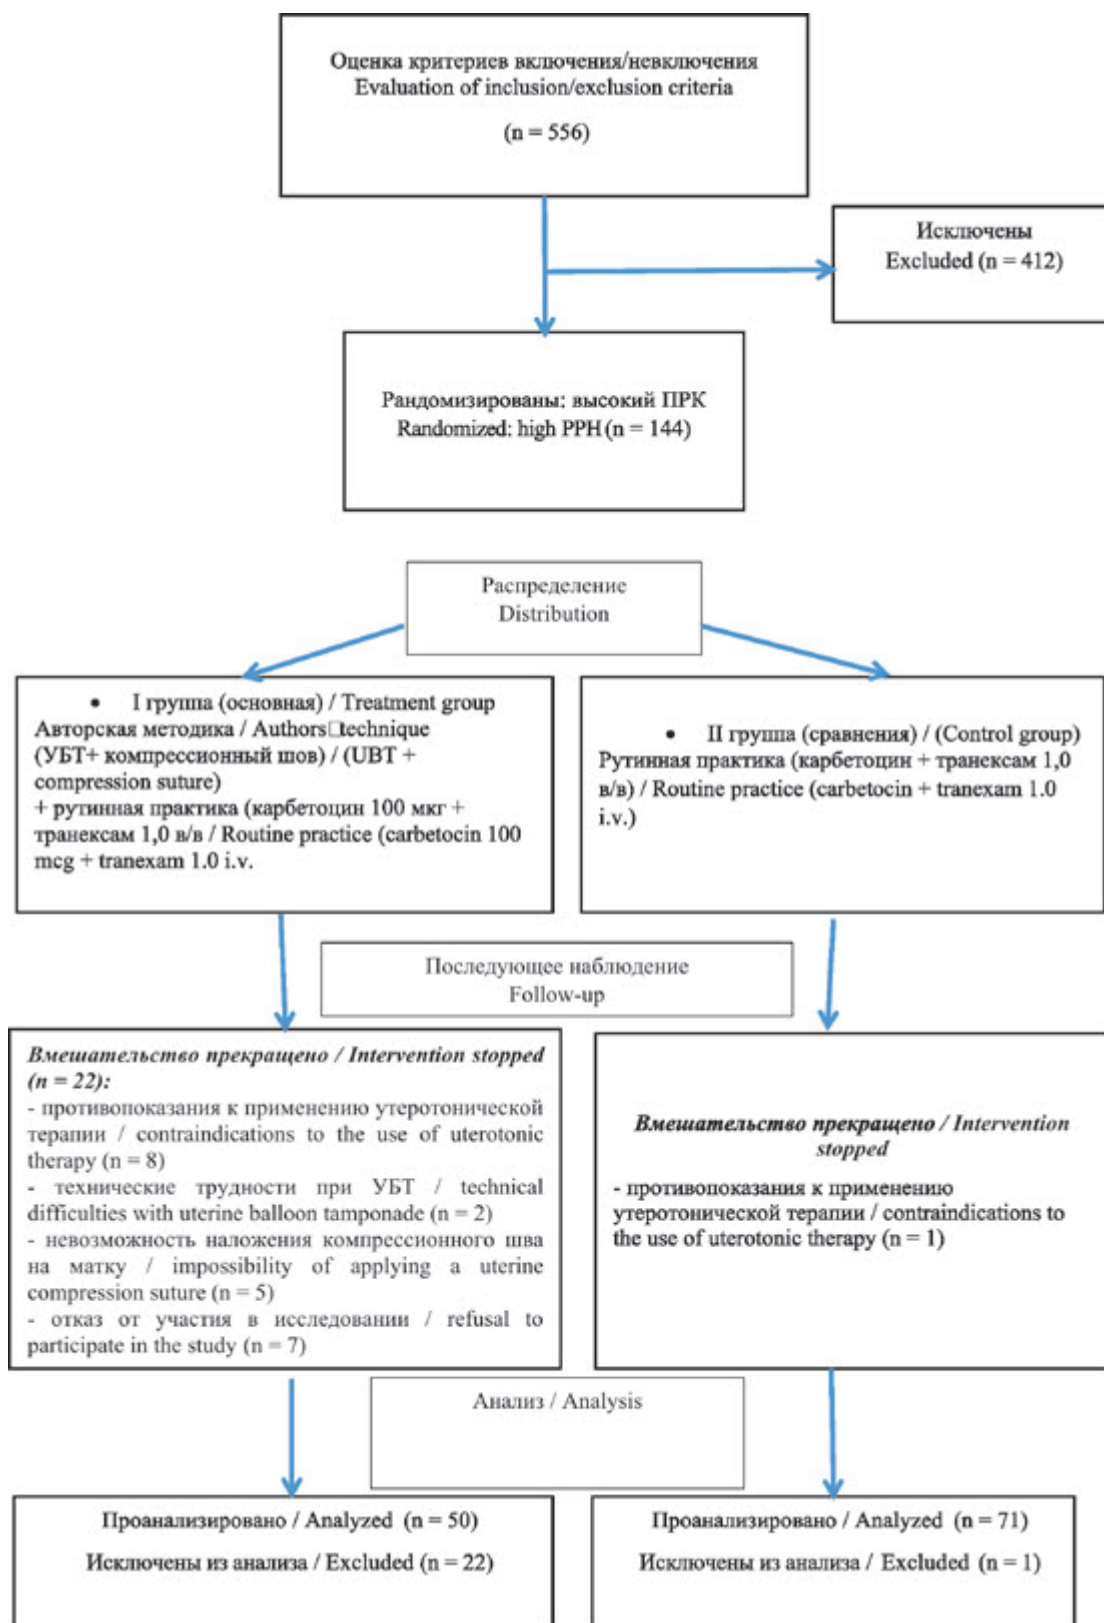 Оценка критериев включения/невключения
Evaluation of inclusion/exclusion criteria
(n = 556)
Исключены
Excluded (n = 412)
Рандомизированы: высокий ПРК
Randomized: high PPH (n = 144)
Распределение
Distribution
• I группа (основная) / Treatment group
Авторская методика / Authors□technique
(УБТ+ компрессионный шов) / (UBT +
compression suture)
+ рутинная практика (карбетоцин 100 мкг +
транексам 1,0 в/в / Routine practice (carbetocin 100
mcg + tranexam 1.0 i.v.
• II группа (сравнения) / (Control group)
Рутинная практика (карбетоцин + транексам 1,0
в/в) / Routine practice (carbetocin + tranexam 1.0
i.v.)
Последующее наблюдение
Follow-up
Вмешательство прекращено / Intervention stopped
(n = 22):
- противопоказания к применению утеротонической
терапии / contraindications to the use of uterotonic
therapy (n = 8)
- технические трудности при УБТ / technical
difficulties with uterine balloon tamponade (n = 2)
- невозможность наложения компрессионного шва
на матку / impossibility of applying a uterine
compression suture (n = 5)
- отказ от участия в исследовании / refusal to
participate in the study (n = 7)
Вмешательство прекращено / Intervention
stopped
- противопоказания к применению
утеротонической терапии / contraindications to
the use of uterotonic therapy (n = 1)
Анализ / Analysis
Проанализировано / Analyzed (n = 50)
Исключены из анализа / Excluded (n = 22)
Проанализировано / Analyzed (n = 71)
Исключены из анализа / Excluded (n = 1)